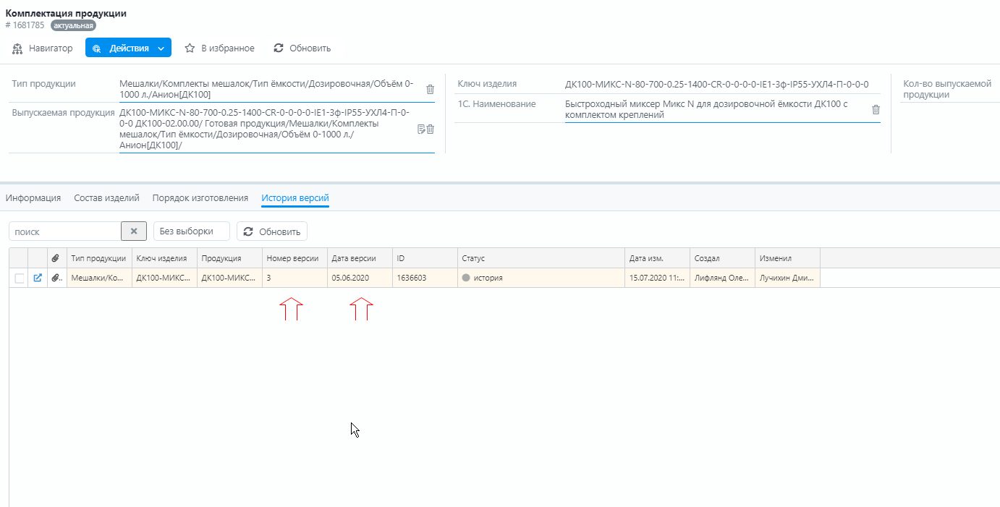 Комплектация продукции
# 1681785 актуальная
Навигатор Действия В избранное Обновить
Тип продукции
Мешалки/Комплекты мешалок/Тип ёмкости/Дозировочная/Объём 0-
1000 л./Анион[ДК100]
Выпускаемая продукция
ДК100-МИКС-N-80-700-0.25-1400-CR-0-0-0-0-IE1-3ф-IP55-УХЛ4-П-0-
0-0 ДК100-02.00.00/ Готовая продукция/Мешалки/Комплекты
мешалок/Тип ёмкости/Дозировочная/Объём 0-1000 л./
Анион[ДК100]/
Ключ изделия
ДК100-МИКС-N-80-700-0.25-1400-CR-0-0-0-0-IE1-3ф-IP55-УХЛ4-П-0-0-0
1С. Наименование
Быстроходный миксер Микс N для дозировочной ёмкости ДК100 с
комплектом креплений
Кол-во выпускаемой
продукции
Информация Состав изделий Порядок изготовления История версий
поиск Без выборки Обновить
Тип продукции Ключ изделия Продукция Номер версии Дата версии ID Статус Дата изм. Создал Изменил
Мешалки/Ко... ДК100-МИКС... ДК100-МИКС... 3 05.06.2020 1636603 история 15.07.2020 11:... Лифлянд Оле... Лучихин Дми...